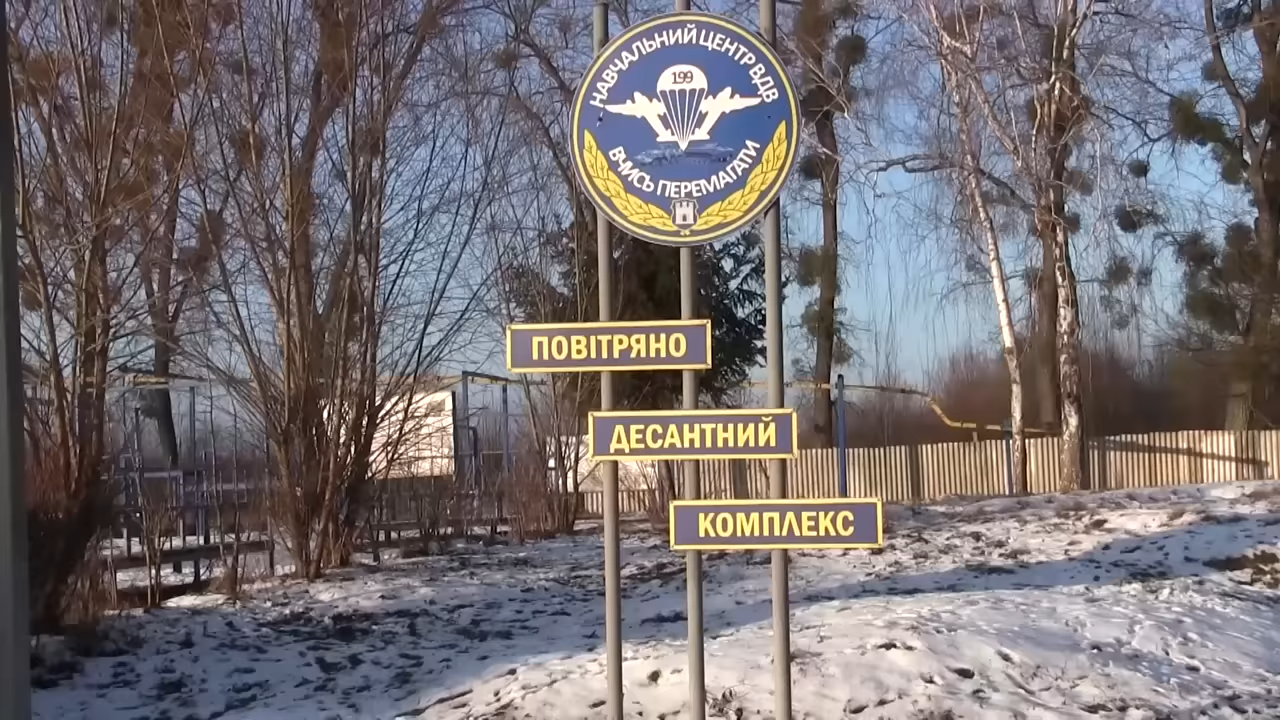 НАВЧАЛЬНИЙ ЦЕНТР ВДВ
199
ВЧИСЬ ПЕРЕМАГАТИ
ПОВІТРЯНО
ДЕСАНТНИЙ
КОМПЛЕКС